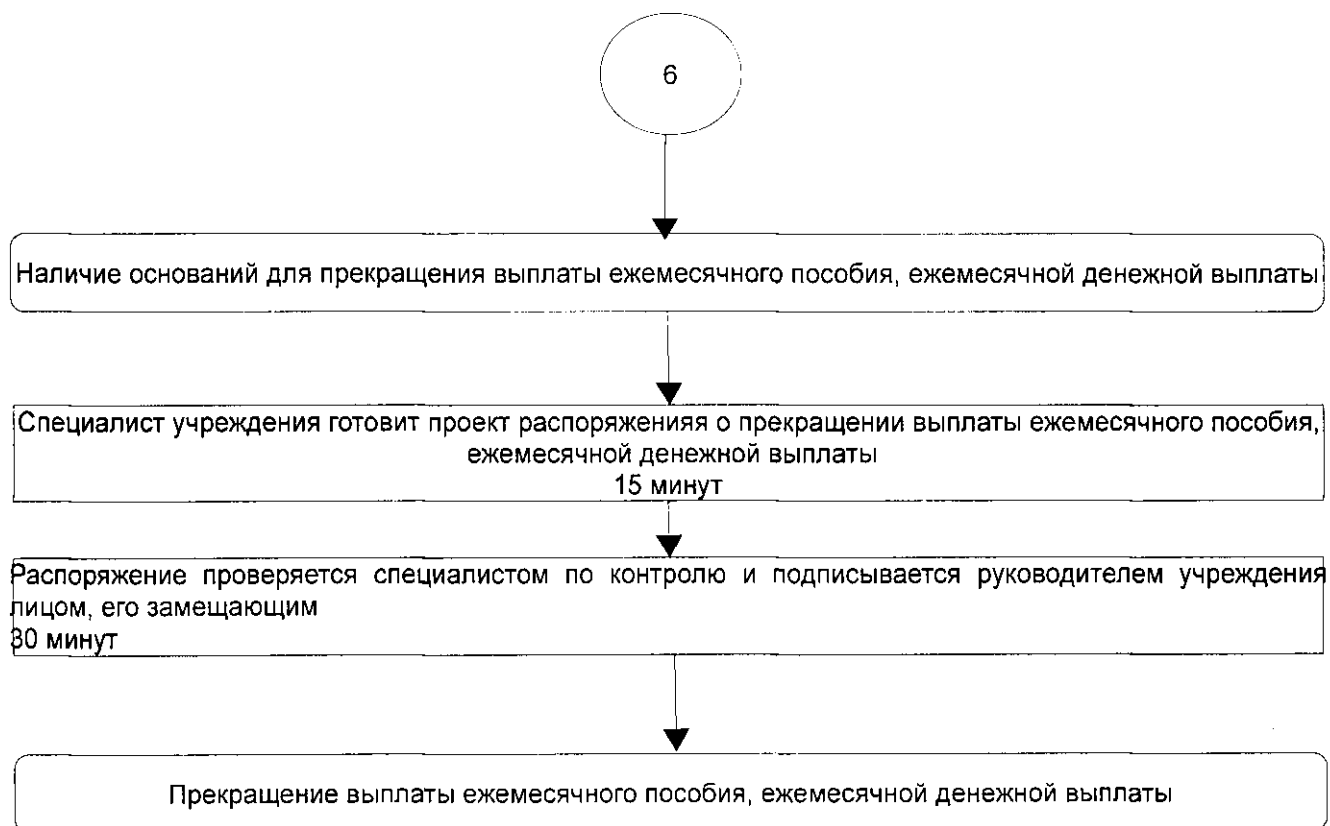 6
Наличие оснований для прекращения выплаты ежемесячного пособия, ежемесячной денежной выплаты
Специалист учреждения готовит проект распоряженияя о прекращении выплаты ежемесячного пособия,
ежемесячной денежной выплаты
15 минут
Распоряжение проверяется специалистом по контролю и подписывается руководителем учреждения
лицом, его замещающим
30 минут
Прекращение выплаты ежемесячного пособия, ежемесячной денежной выплаты